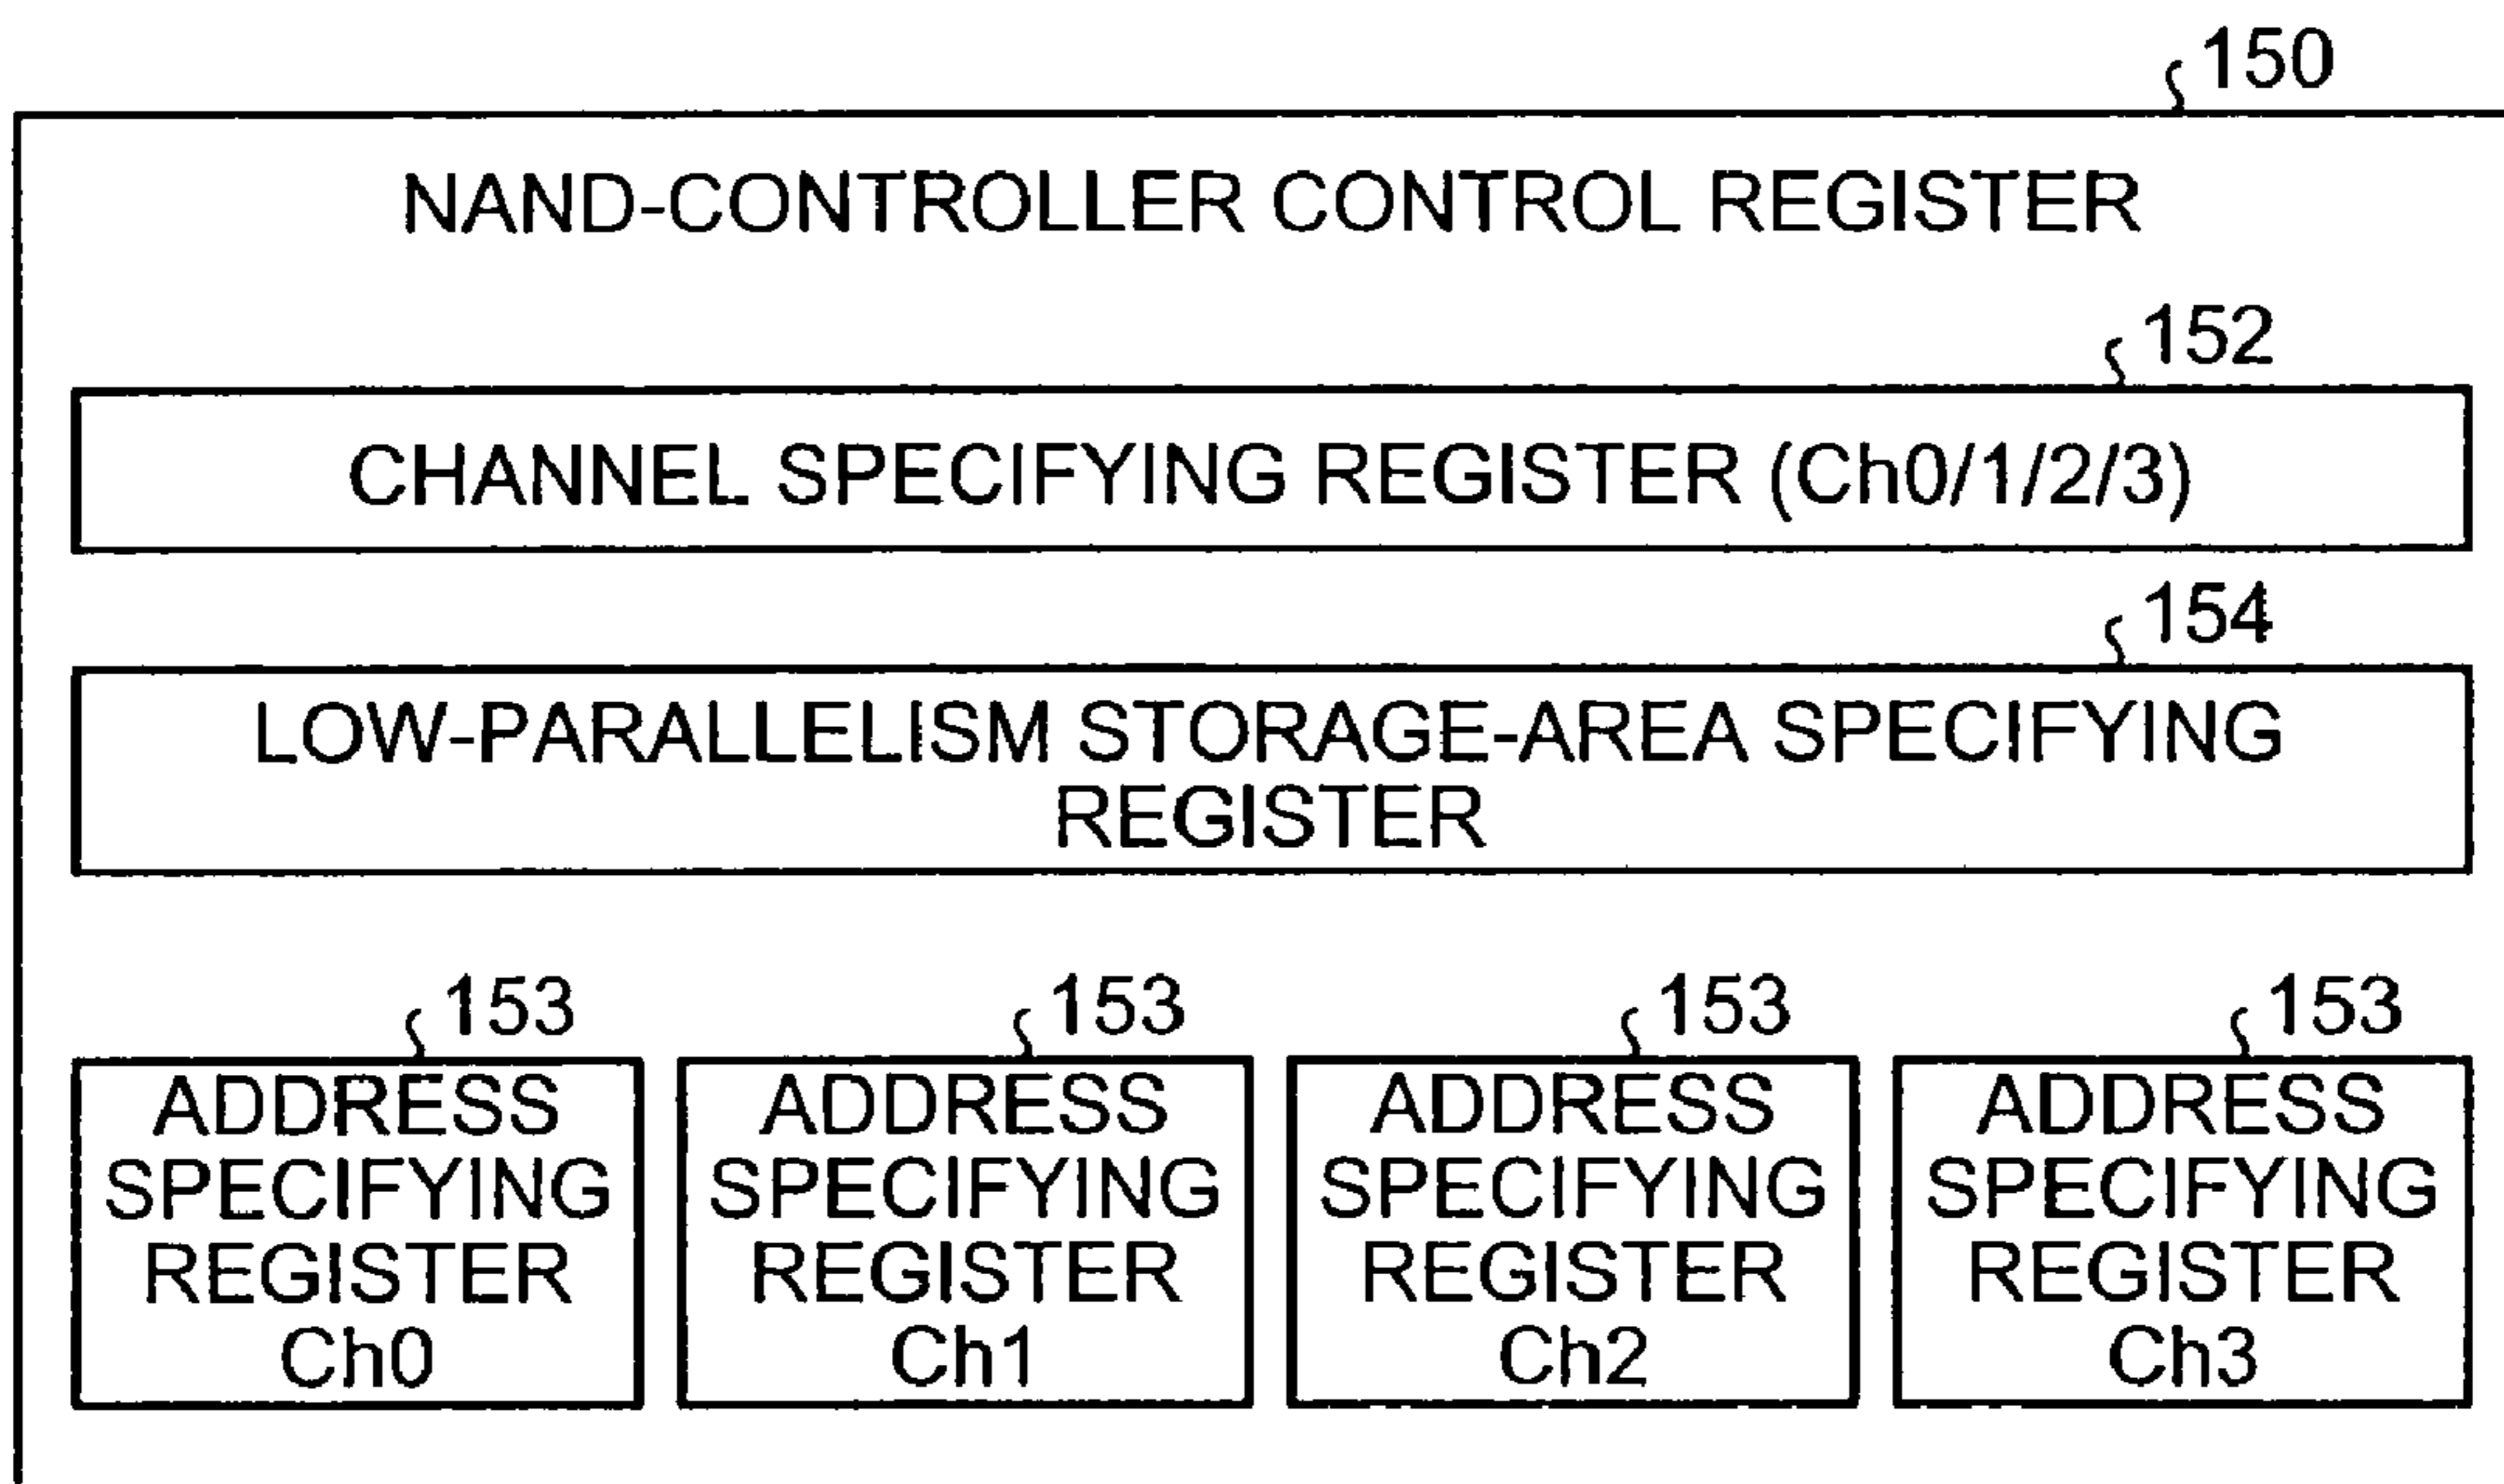 150
NAND-CONTROLLER CONTROL REGISTER
152
CHANNEL SPECIFYING REGISTER (Ch0/1/2/3)
154
LOW-PARALLELISM STORAGE-AREA SPECIFYING
REGISTER
153
ADDRESS
SPECIFYING
REGISTER
Ch0
153
ADDRESS
SPECIFYING
REGISTER
Ch1
153
ADDRESS
SPECIFYING
REGISTER
Ch2
153
ADDRESS
SPECIFYING
REGISTER
Ch3